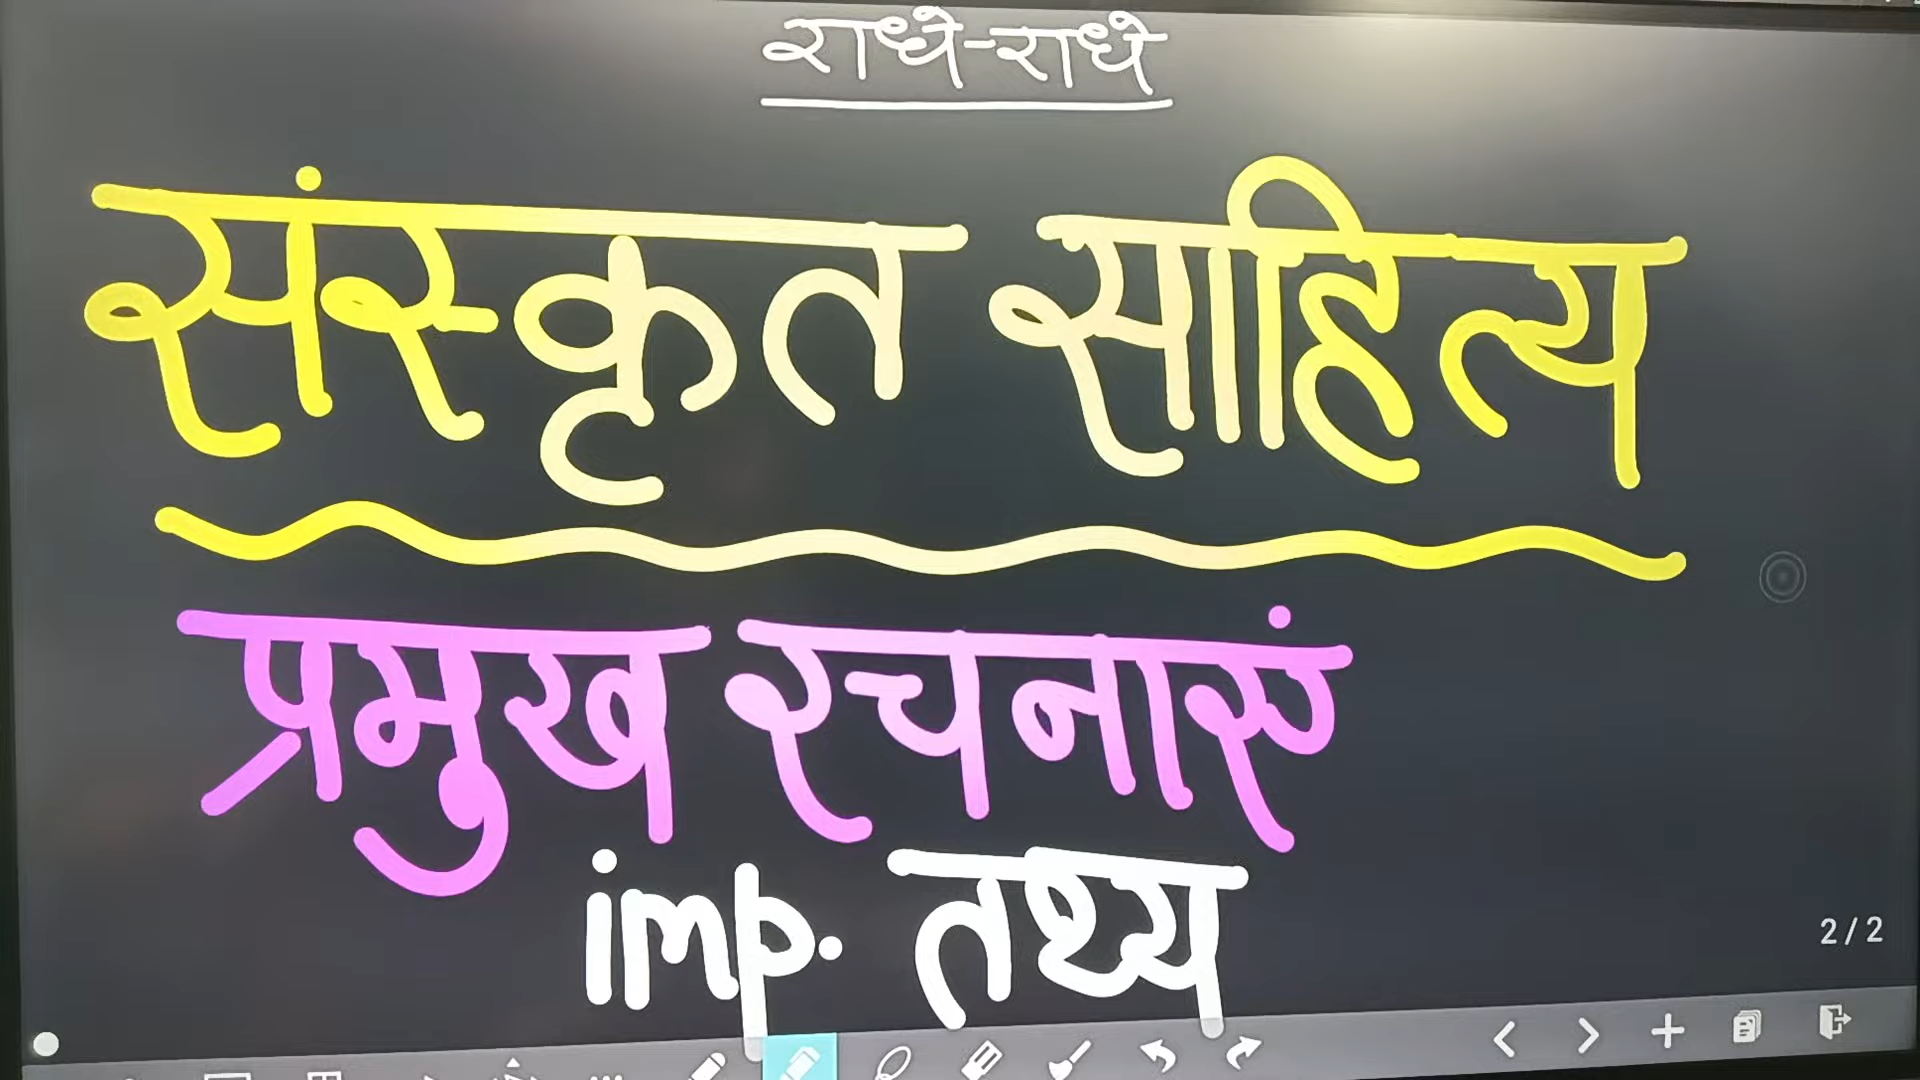 राधे-राधे
संस्कृत साहित्य
प्रमुख रचनाएं
imp. तथ्य
2/2